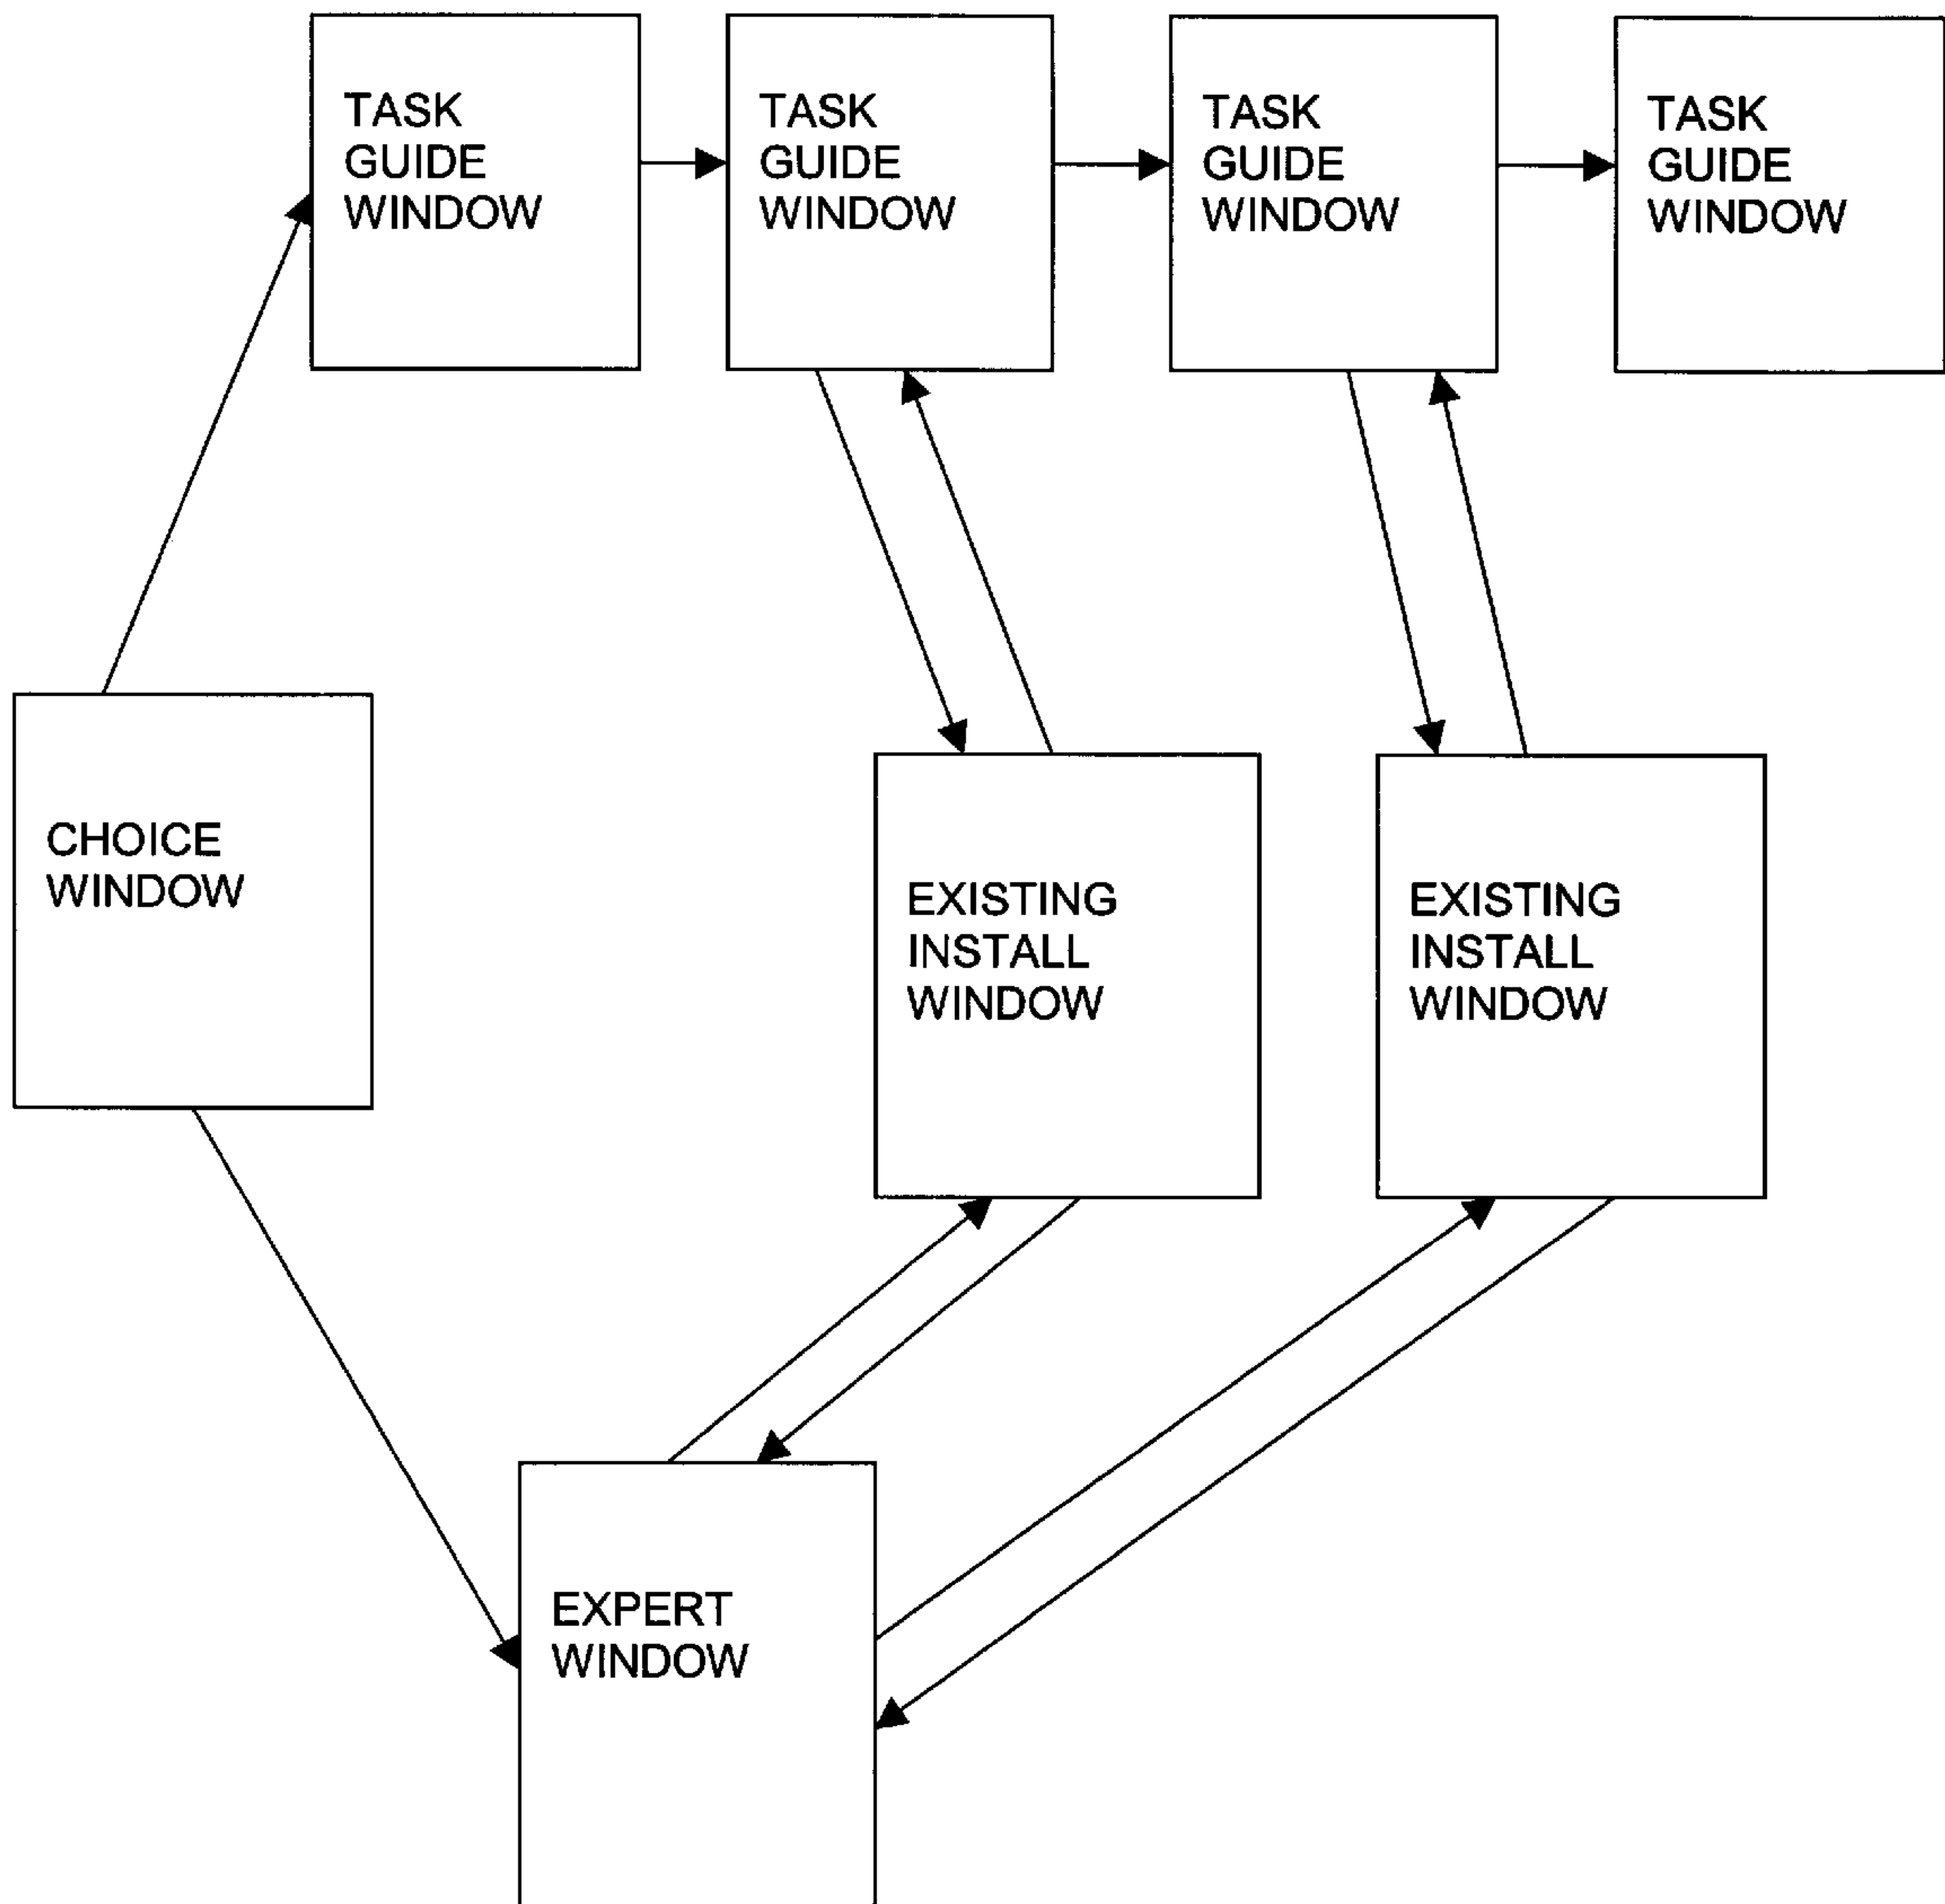 TASK
GUIDE
WINDOW
TASK
GUIDE
WINDOW
TASK
GUIDE
WINDOW
TASK
GUIDE
WINDOW
CHOICE
WINDOW
EXISTING
INSTALL
WINDOW
EXISTING
INSTALL
WINDOW
EXPERT
WINDOW